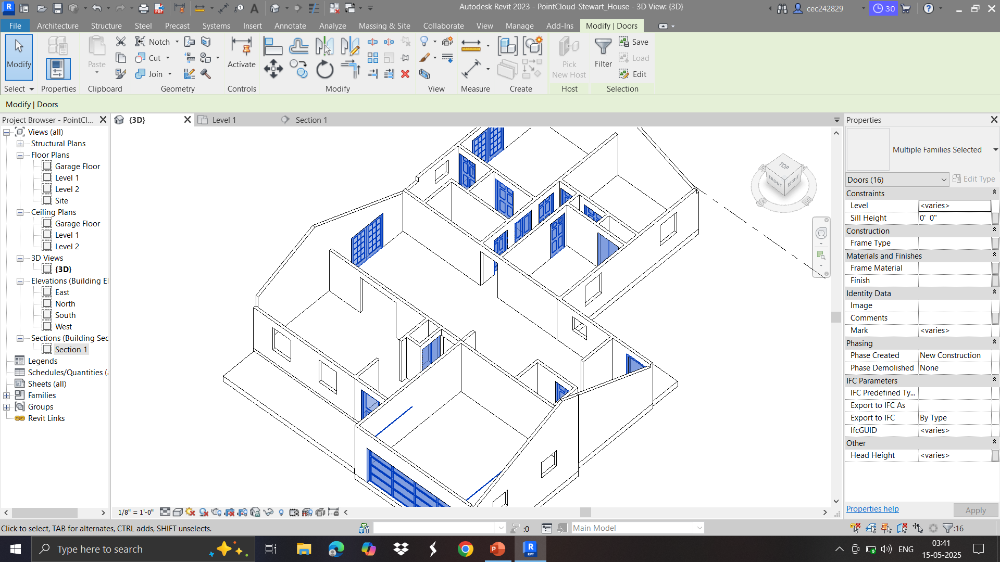 Autodesk Revit 2023 - PointCloud-Stewart_House - 3D View: {3D}
cec242829
30
File
Architecture
Structure
Steel
Precast
Systems
Insert
Annotate
Analyze
Massing & Site
Collaborate
View
Manage
Add-Ins
Modify | Doors
Modify
Paste
Notch
Cut
Join
Activate
Pick
New Host
Filter
Save
Load
Edit
Select
Properties
Clipboard
Geometry
Controls
Modify
View
Measure
Create
Host
Selection
Modify | Doors
Project Browser - PointCl...
Views (all)
Structural Plans
Floor Plans
Garage Floor
Level 1
Level 2
Site
Ceiling Plans
Garage Floor
Level 1
Level 2
3D Views
{3D}
Elevations (Building El
East
North
South
West
Sections (Building Sec
Section 1
Legends
Schedules/Quantities (a
Sheets (all)
Families
Groups
Revit Links
{3D}
Level 1
Section 1
TOP
FRONT
RIGHT
1/8" = 1'-0"
Properties
Multiple Families Selected
Doors (16)
Edit Type
Constraints
Level <varies>
Sill Height 0'  0"
Construction
Frame Type
Materials and Finishes
Frame Material
Finish
Identity Data
Image
Comments
Mark <varies>
Phasing
Phase Created New Construction
Phase Demolished None
IFC Parameters
IFC Predefined Ty...
Export to IFC As
Export to IFC By Type
IfcGUID <varies>
Other
Head Height <varies>
Properties help
Apply
Click to select, TAB for alternates, CTRL adds, SHIFT unselects.
:0
Main Model
:16
Type here to search
ENG
03:41
15-05-2025